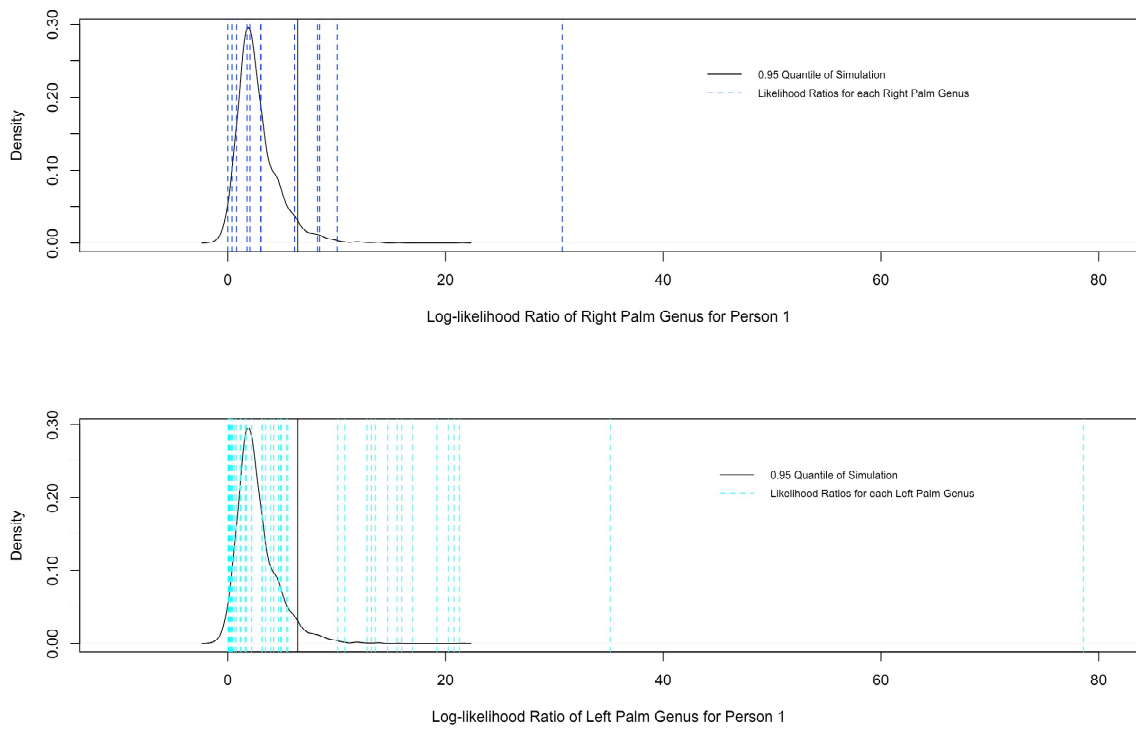 0.30
0.20
0.10
0.00
Density
0.95 Quantile of Simulation
Likelihood Ratios for each Right Palm Genus
0 20 40 60 80
Log-likelihood Ratio of Right Palm Genus for Person 1
0.30
0.20
0.10
0.00
Density
0.95 Quantile of Simulation
Likelihood Ratios for each Left Palm Genus
0 20 40 60 80
Log-likelihood Ratio of Left Palm Genus for Person 1